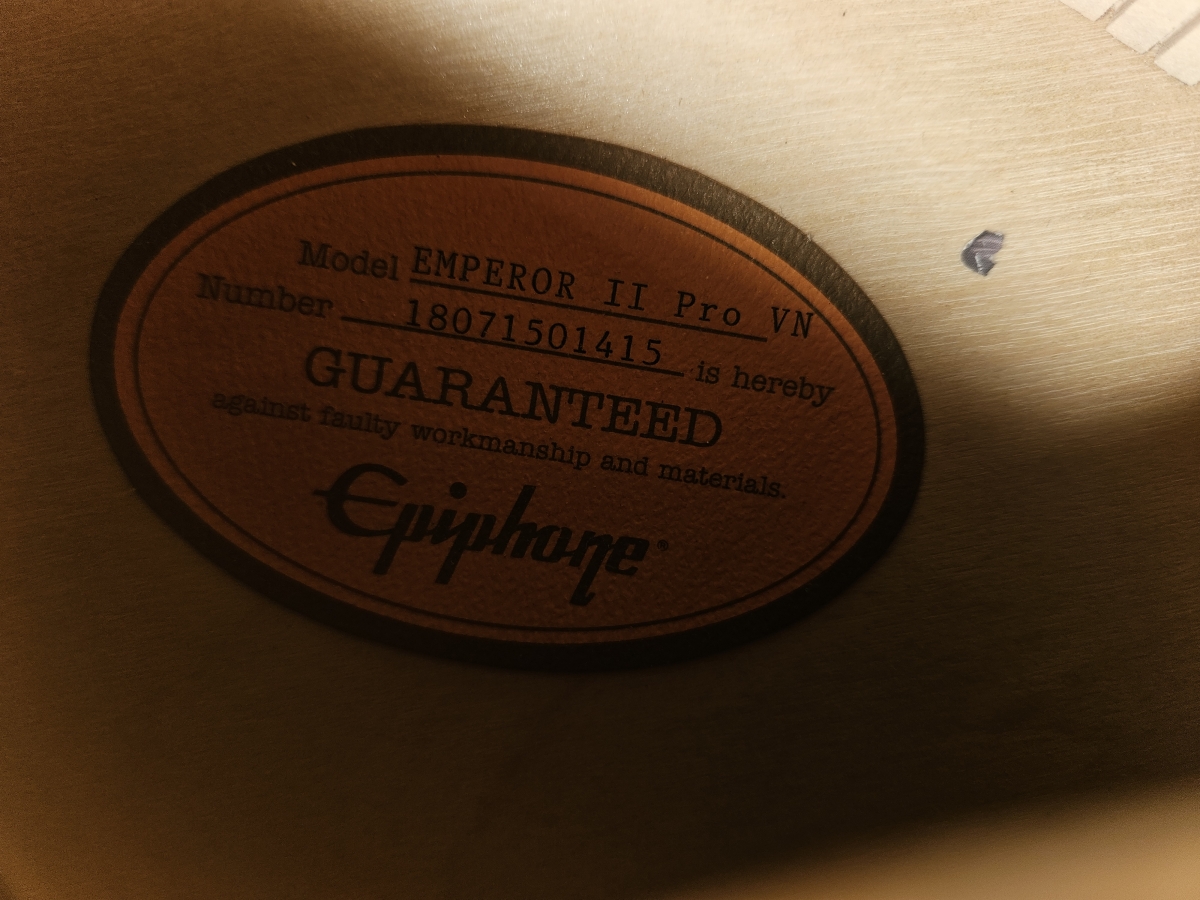 Model EMPEROR II Pro VN
Number 18071501415 is hereby
GUARANTEED
against faulty workmanship and materials.
Epiphone®